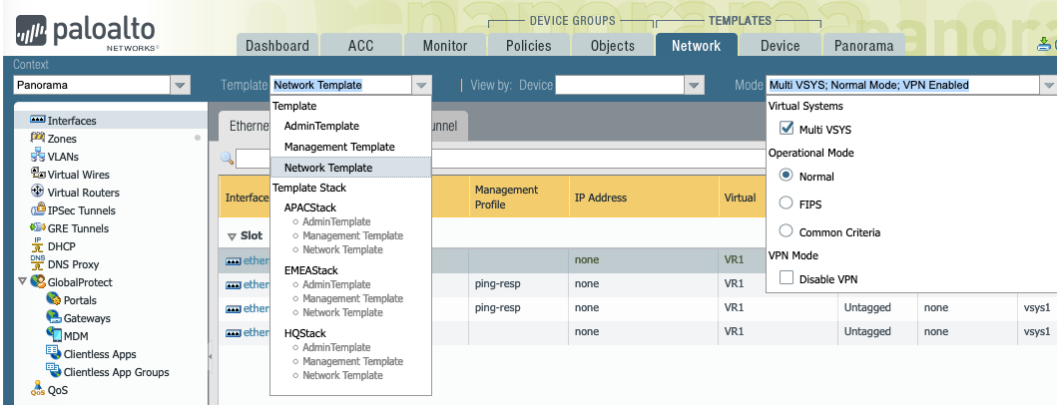 DEVICE GROUPS
TEMPLATES
paloalto
NETWORKS®
Dashboard ACC Monitor Policies Objects Network Device Panorama
Context
Panorama
Template Network Template
View by: Device
Mode Multi VSYS; Normal Mode; VPN Enabled
Interfaces
Zones
VLANs
Virtual Wires
Virtual Routers
IPSec Tunnels
GRE Tunnels
DHCP
DNS Proxy
GlobalProtect
Portals
Gateways
MDM
Clientless Apps
Clientless App Groups
QoS
Template
AdminTemplate
Management Template
Network Template
Template Stack
APACStack
AdminTemplate
Management Template
Network Template
EMEAStack
AdminTemplate
Management Template
Network Template
HQStack
AdminTemplate
Management Template
Network Template
Virtual Systems
Multi VSYS
Operational Mode
Normal
FIPS
Common Criteria
VPN Mode
Disable VPN
Interface
Management Profile
IP Address
Virtual
Slot
none VR1
ping-resp none VR1
ping-resp none VR1 Untagged none vsys1
none VR1 Untagged none vsys1